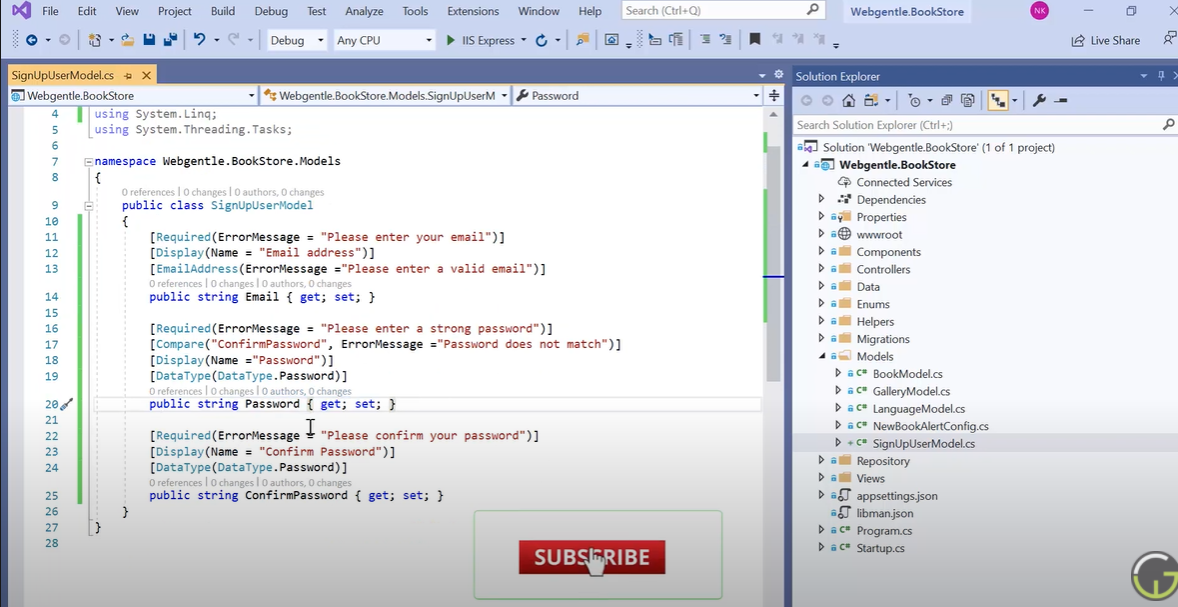 File Edit View Project Build Debug Test Analyze Tools Extensions Window Help Search (Ctrl+Q) Webgentle.BookStore NK
Debug Any CPU IIS Express Live Share
SignUpUserModel.cs
Webgentle.BookStore Webgentle.BookStore.Models.SignUpUserM Password
4 using System.Linq;
5 using System.Threading.Tasks;
6
7 namespace Webgentle.BookStore.Models
8 {
0 references | 0 changes | 0 authors, 0 changes
9 public class SignUpUserModel
10 {
11 [Required(ErrorMessage = "Please enter your email")]
12 [Display(Name = "Email address")]
13 [EmailAddress(ErrorMessage ="Please enter a valid email")]
0 references | 0 changes | 0 authors, 0 changes
14 public string Email { get; set; }
15
16 [Required(ErrorMessage = "Please enter a strong password")]
17 [Compare("ConfirmPassword", ErrorMessage ="Password does not match")]
18 [Display(Name ="Password")]
19 [DataType(DataType.Password)]
0 references | 0 changes | 0 authors, 0 changes
20 public string Password { get; set; }
21
22 [Required(ErrorMessage = "Please confirm your password")]
23 [Display(Name = "Confirm Password")]
24 [DataType(DataType.Password)]
0 references | 0 changes | 0 authors, 0 changes
25 public string ConfirmPassword { get; set; }
26 }
27 }
28
SUBSCRIBE
Solution Explorer
Search Solution Explorer (Ctrl+;)
Solution 'Webgentle.BookStore' (1 of 1 project)
Webgentle.BookStore
Connected Services
Dependencies
Properties
wwwroot
Components
Controllers
Data
Enums
Helpers
Migrations
Models
C# BookModel.cs
C# GalleryModel.cs
C# LanguageModel.cs
C# NewBookAlertConfig.cs
C# SignUpUserModel.cs
Repository
Views
appsettings.json
libman.json
C# Program.cs
C# Startup.cs